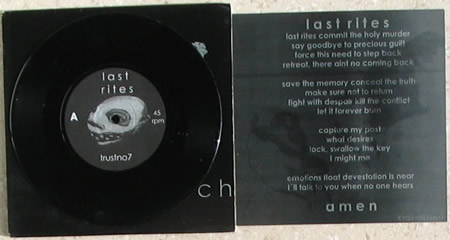 last
rites
A
45
rpm
trustno7
ch
last rites
last rites commit the holy murder
say goodbye to precious guilt
force this need to step back
retreat, there aint no coming back
save the memory conceal the truth
make sure not to return
fight with despair kill the conflict
let it forever burn
capture my past
what desires
lock, swallow the key
I might me
emotions float devestation is near
I'll talk to you when no one hears
amen